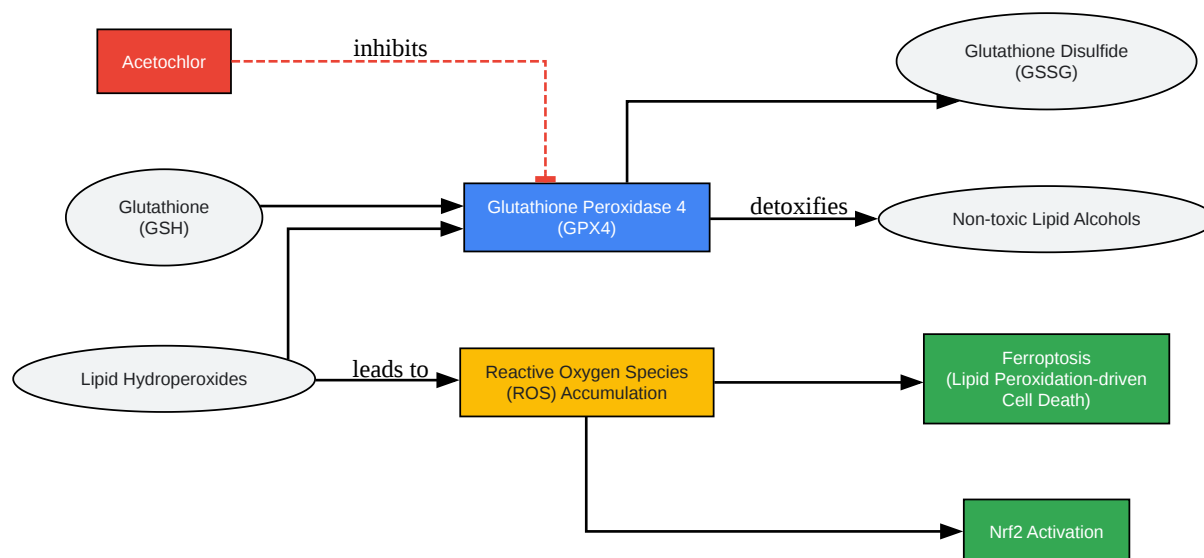 Acetochlor
inhibits
Glutathione Disulfide
(GSSG)
Glutathione
(GSH)
Glutathione Peroxidase 4
(GPX4)
detoxifies
Non-toxic Lipid Alcohols
Lipid Hydroperoxides
leads to
Reactive Oxygen Species
(ROS) Accumulation
Ferroptosis
(Lipid Peroxidation-driven
Cell Death)
Nrf2 Activation